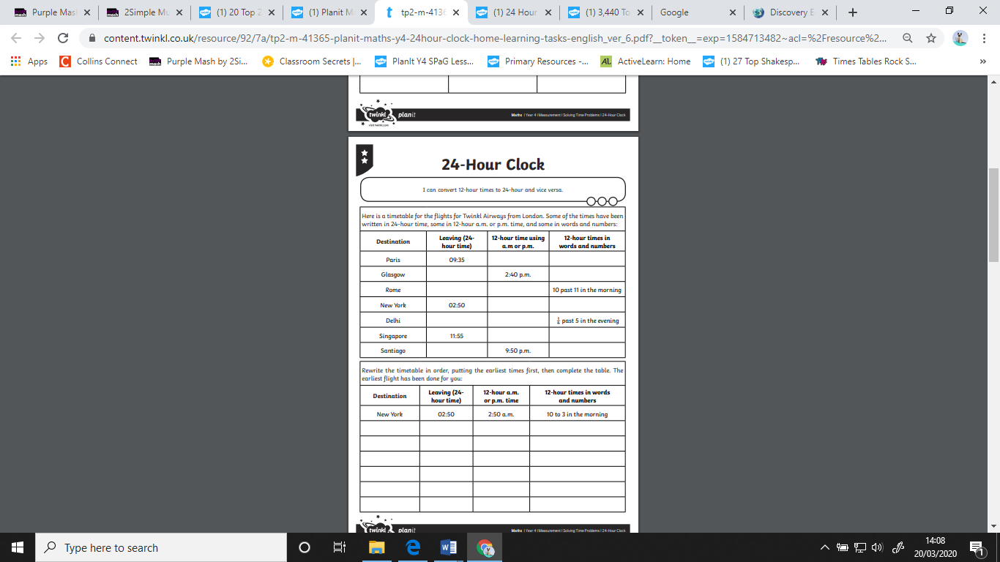 Purple Mas
2Simple Mu
(1) 20 Top 2
(1) Planit M
tp2-m-4136
(1) 24 Hour
(1) 3,440 To
Google
Discovery E
content.twinkl.co.uk/resource/92/7a/tp2-m-41365-planit-maths-y4-24hour-clock-home-learning-tasks-english_ver_6.pdf?__token__=exp=1584713482~acl=%2Fresource%2...
Apps
Collins Connect
Purple Mash by 2Si...
Classroom Secrets |...
PlanIt Y4 SPaG Less...
Primary Resources -...
ActiveLearn: Home
(1) 27 Top Shakesp...
Times Tables Rock S...
twinkl planit Maths | Year 4 | Measurement | Solving Time Problems | 24-Hour Clock
visit twinkl.com
24-Hour Clock
I can convert 12-hour times to 24-hour and vice versa.
Here is a timetable for the flights for Twinkl Airways from London. Some of the times have been
written in 24-hour time, some in 12-hour a.m. or p.m. time, and some in words and numbers:
Destination Leaving (24-hour time) 12-hour time using a.m or p.m. 12-hour times in words and numbers
Paris 09:35
Glasgow 2:40 p.m.
Rome 10 past 11 in the morning
New York 02:50
Delhi ¼ past 5 in the evening
Singapore 11:55
Santiago 9:50 p.m.
Rewrite the timetable in order, putting the earliest times first, then complete the table. The
earliest flight has been done for you:
Destination Leaving (24-hour time) 12-hour a.m. or p.m. time 12-hour times in words and numbers
New York 02:50 2:50 a.m. 10 to 3 in the morning
twinkl planit Maths | Year 4 | Measurement | Solving Time Problems | 24-Hour Clock
Type here to search
14:08
20/03/2020
1